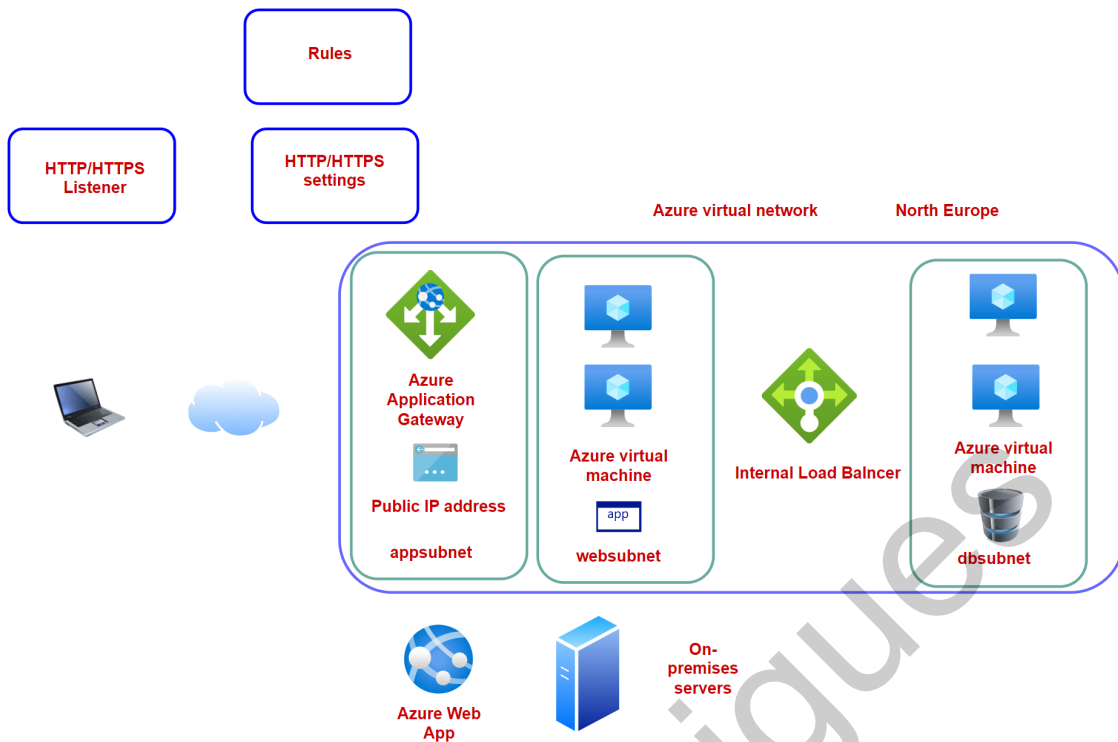 Rules
HTTP/HTTPS
Listener
HTTP/HTTPS
settings
Azure virtual network
North Europe
Azure
Application
Gateway
Public IP address
appsubnet
Azure virtual
machine
app
websubnet
Internal Load Balncer
Azure virtual
machine
dbsubnet
Azure Web
App
On-
premises
servers
igues